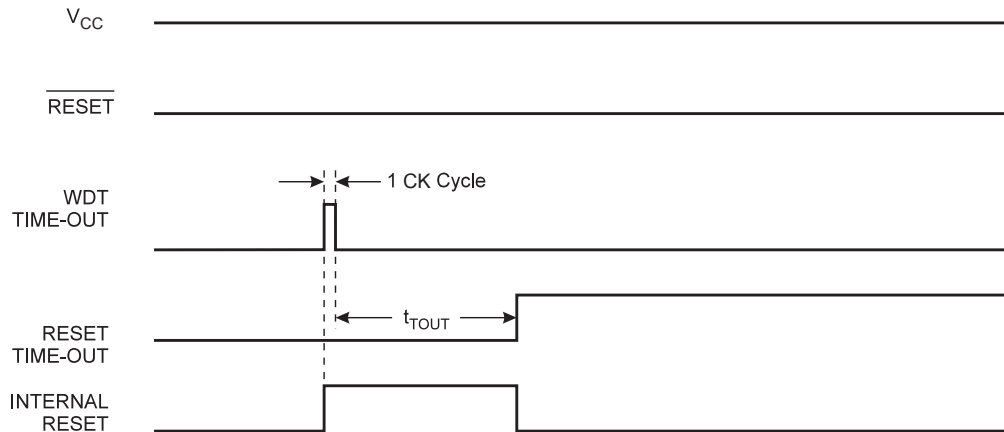 VCC
RESET
1 CK Cycle
WDT
TIME-OUT
tTOUT
RESET
TIME-OUT
INTERNAL
RESET